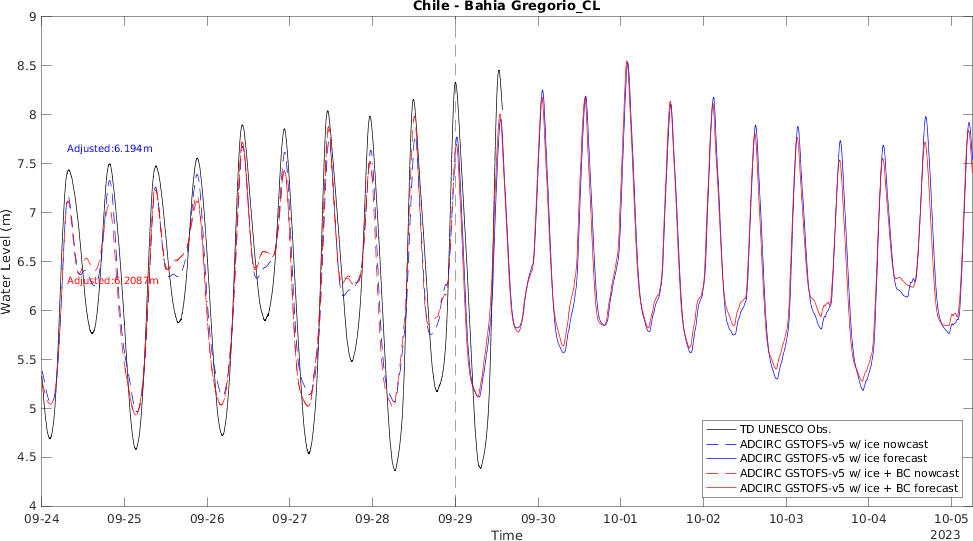 Chile - Bahia Gregorio_CL
Water Level (m)
9
8.5
8
7.5
7
6.5
6
5.5
5
4.5
4
Adjusted:6.194m
Adjusted:6.2087m
TD UNESCO Obs.
ADCIRC GSTOFS-v5 w/ ice nowcast
ADCIRC GSTOFS-v5 w/ ice forecast
ADCIRC GSTOFS-v5 w/ ice + BC nowcast
ADCIRC GSTOFS-v5 w/ ice + BC forecast
09-24 09-25 09-26 09-27 09-28 09-29 09-30 10-01 10-02 10-03 10-04 10-05
2023
Time